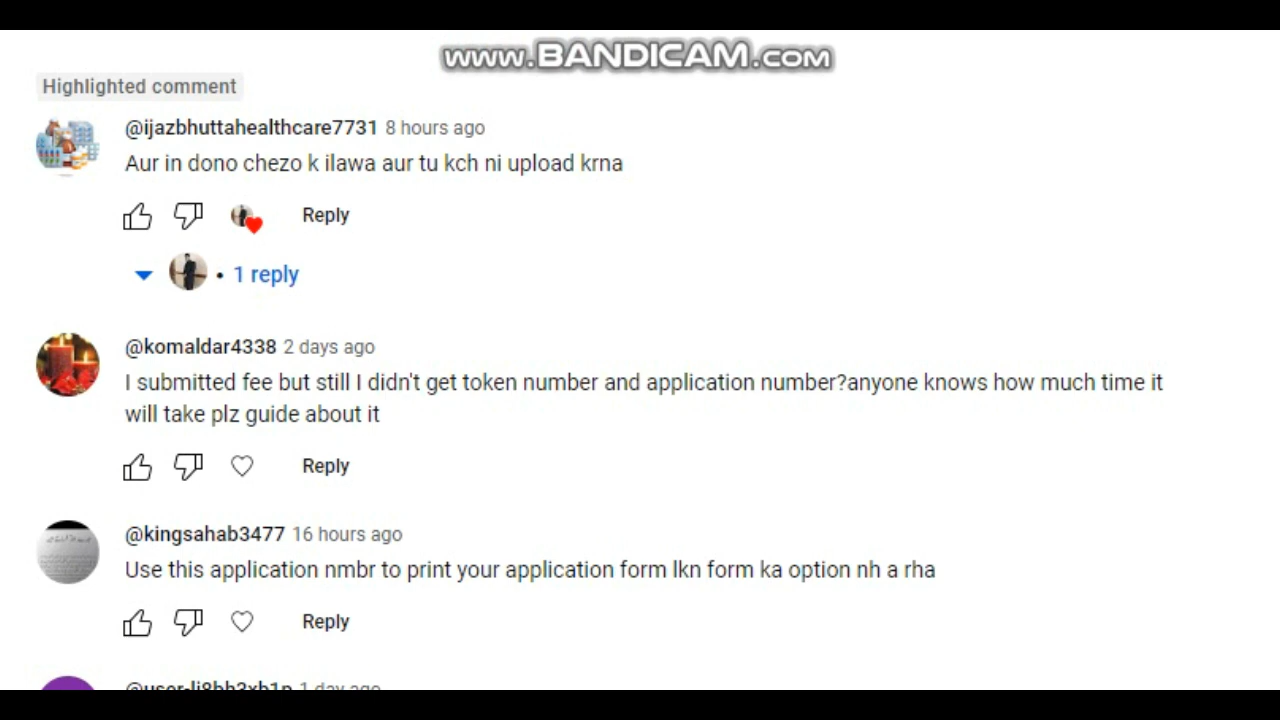 www.BANDICAM.com
Highlighted comment
@ijazbhuttahealthcare7731 8 hours ago
Aur in dono chezo k ilawa aur tu kch ni upload krna
Reply
• 1 reply
@komaldar4338 2 days ago
I submitted fee but still I didn't get token number and application number?anyone knows how much time it
will take plz guide about it
Reply
@kingsahab3477 16 hours ago
Use this application nmbr to print your application form lkn form ka option nh a rha
Reply
1 day ago